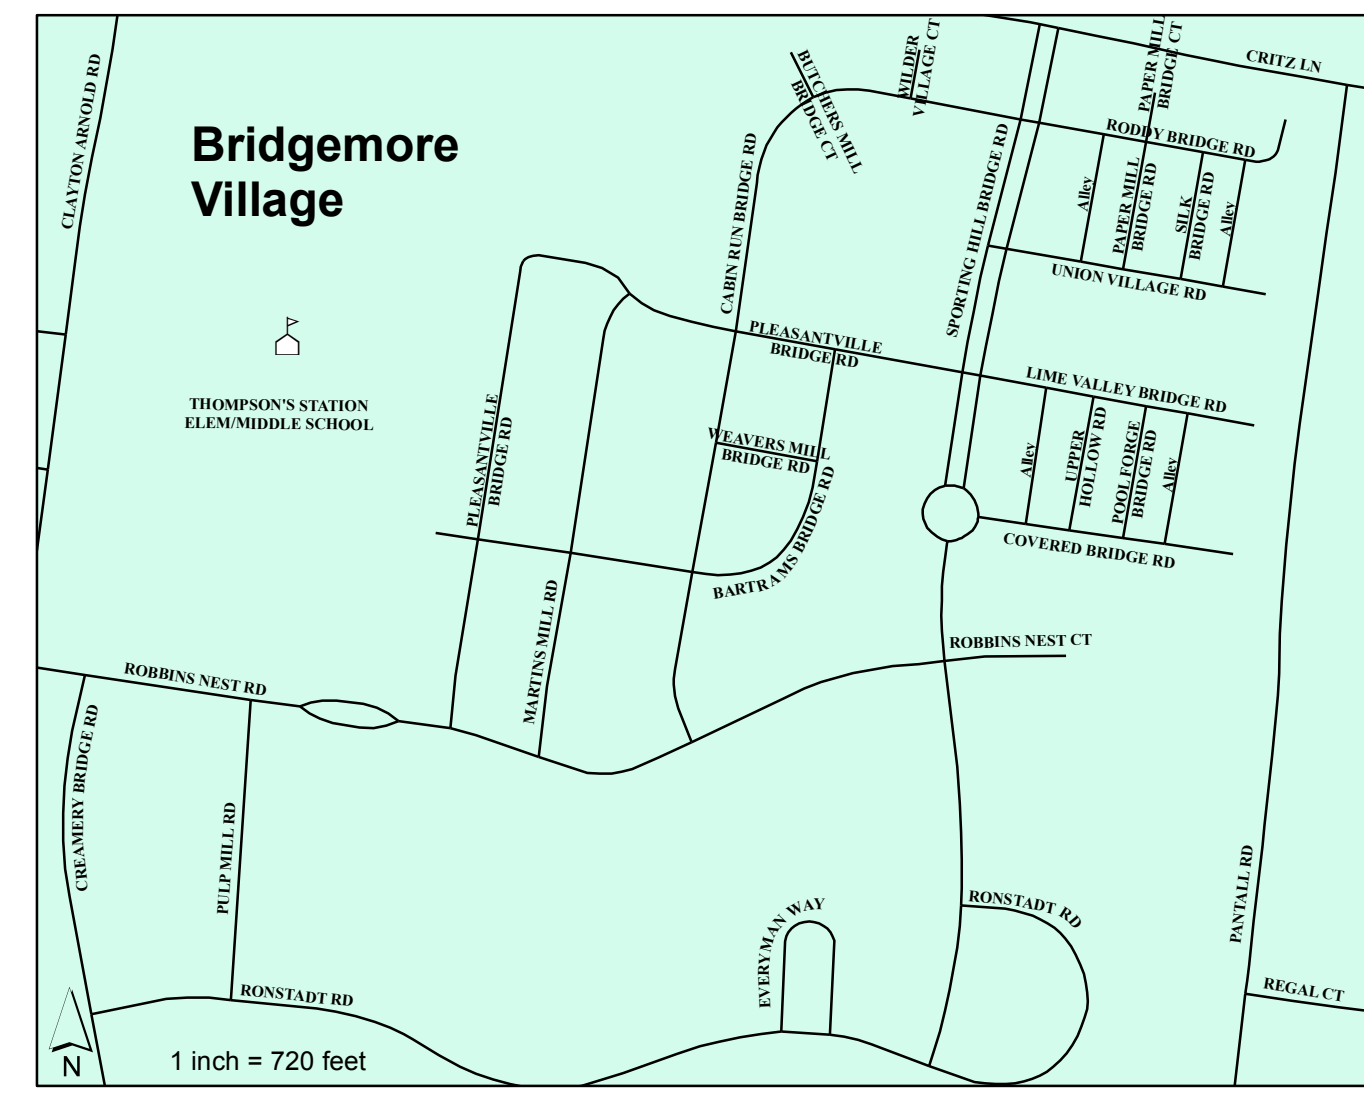 CLAYTON ARNOLD RD
Bridgemore
Village
BUTCHERS MILL
BRIDGE CT
WILDER
VILLAGE CT
PAPER MILL
BRIDGE CT
CRITZ LN
RODDY BRIDGE RD
CABIN RUN BRIDGE RD
SPORTING HILL BRIDGE RD
Alley
PAPER MILL
BRIDGE RD
SILK
BRIDGE RD
Alley
UNION VILLAGE RD
PLEASANTVILLE
BRIDGE RD
LIME VALLEY BRIDGE RD
THOMPSON'S STATION
ELEM/MIDDLE SCHOOL
PLEASANTVILLE
BRIDGE RD
WEAVERS MILL
BRIDGE RD
BARTRAMS BRIDGE RD
Alley
UPPER
HOLLOW RD
POOL FORGE
BRIDGE RD
Alley
COVERED BRIDGE RD
MARTINS MILL RD
ROBBINS NEST CT
ROBBINS NEST RD
CREAMERY BRIDGE RD
PULP MILL RD
EVERYMAN WAY
RONSTADT RD
PANTALL RD
REGAL CT
RONSTADT RD
N
1 inch = 720 feet